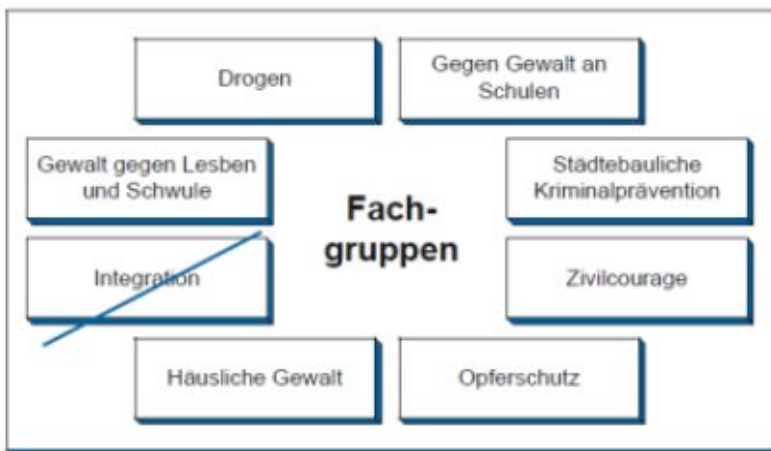 Drogen
Gegen Gewalt an
Schulen
Gewalt gegen Lesben
und Schwule
Städtebauliche
Kriminalprävention
Fach-
gruppen
Integration
Zivilcourage
Häusliche Gewalt
Opferschutz